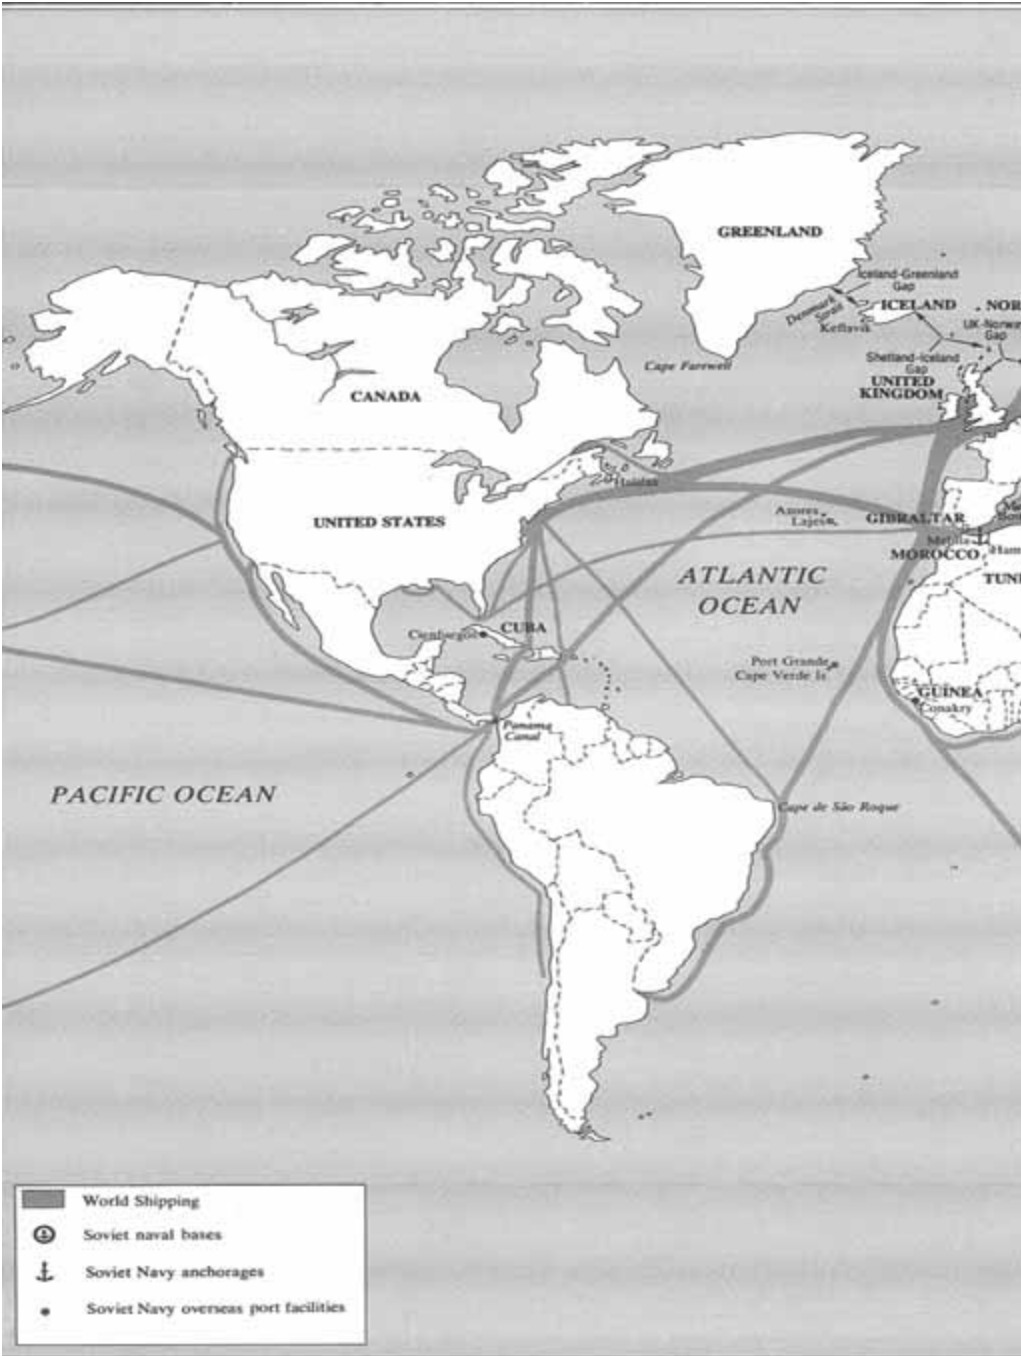 GREENLAND
Iceland-Greenland
Gap
Denmark
Strait
ICELAND
NOR
Keflavik
UK-Norway
Gap
Shetland-Iceland
Gap
Cape Farewell
UNITED
KINGDOM
CANADA
Halifax
UNITED STATES
Azores
Lajes
GIBRALTAR
Melilla
MOROCCO
Ham
TUNI
ATLANTIC
OCEAN
Cienfuegos
CUBA
Port Grande
Cape Verde Is
GUINEA
Conakry
Panama
Canal
PACIFIC OCEAN
Cape de São Roque
World Shipping
Soviet naval bases
Soviet Navy anchorages
Soviet Navy overseas port facilities